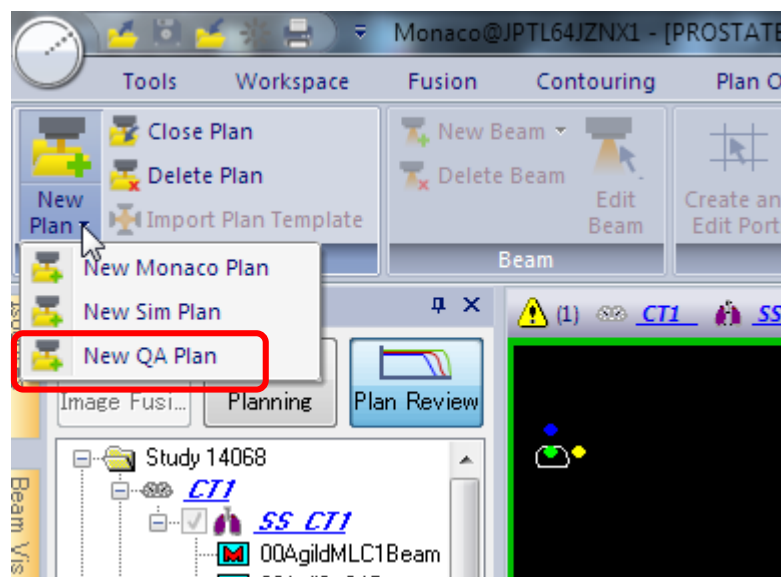 Monaco@JPTL64JZNX1 - [PROSTATE
Tools Workspace Fusion Contouring Plan O
New Plan
Close Plan
Delete Plan
Import Plan Template
New Beam
Delete Beam
Edit Beam
Create an
Edit Port
Beam
New Monaco Plan
New Sim Plan
New QA Plan
(1) CT1 SS
Image Fusi... Planning Plan Review
Study 14068
CT1
SS CT1
00AgildMLC1Beam
Beam Vis